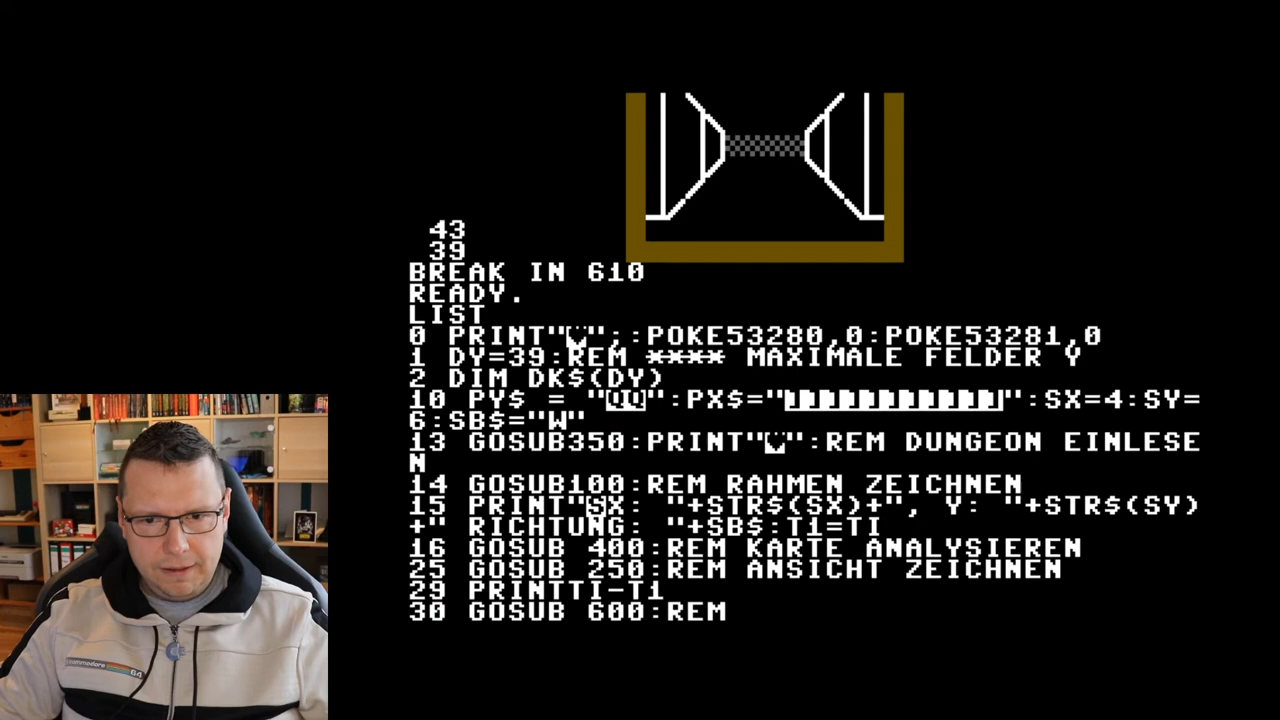 43
39
BREAK IN 610
READY.
LIST
0 PRINT"♥";:POKE53280,0:POKE53281,0
1 DY=39:REM **** MAXIMALE FELDER Y
2 DIM DK$(DY)
10 PY$ = "QQ":PX$="]]]]]]]]]]]":SX=4:SY=
6:SB$="W"
13 GOSUB350:PRINT"♥":REM DUNGEON EINLESE
N
14 GOSUB100:REM RAHMEN ZEICHNEN
15 PRINT"SX: "+STR$(SX)+", Y: "+STR$(SY)
+" RICHTUNG: "+SB$:T1=TI
16 GOSUB 400:REM KARTE ANALYSIEREN
25 GOSUB 250:REM ANSICHT ZEICHNEN
29 PRINTTI-T1
30 GOSUB 600:REM
commodore
64